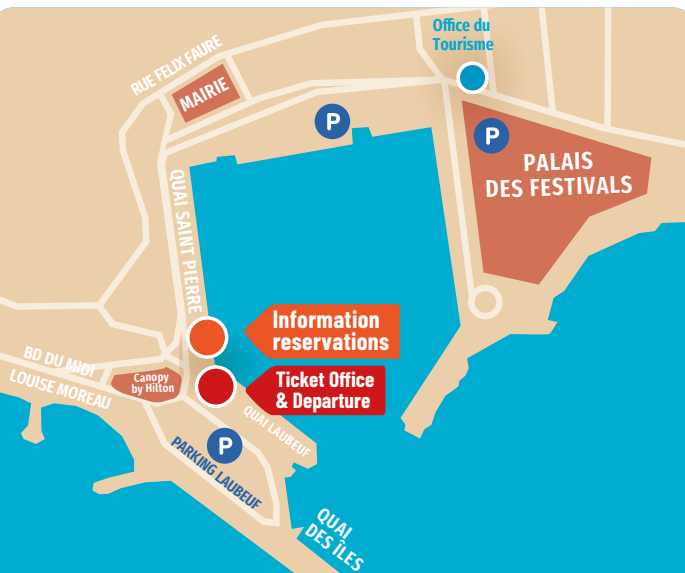 Office du
Tourisme
RUE FELIX FAURE
MAIRIE
P
P
PALAIS
DES FESTIVALS
QUAI SAINT PIERRE
Information
reservations
BD DU MIDI
LOUISE MOREAU
Canopy
by Hilton
Ticket Office
& Departure
QUAI LAUBEUF
P
PARKING LAUBEUF
QUAI
DES ÎLES